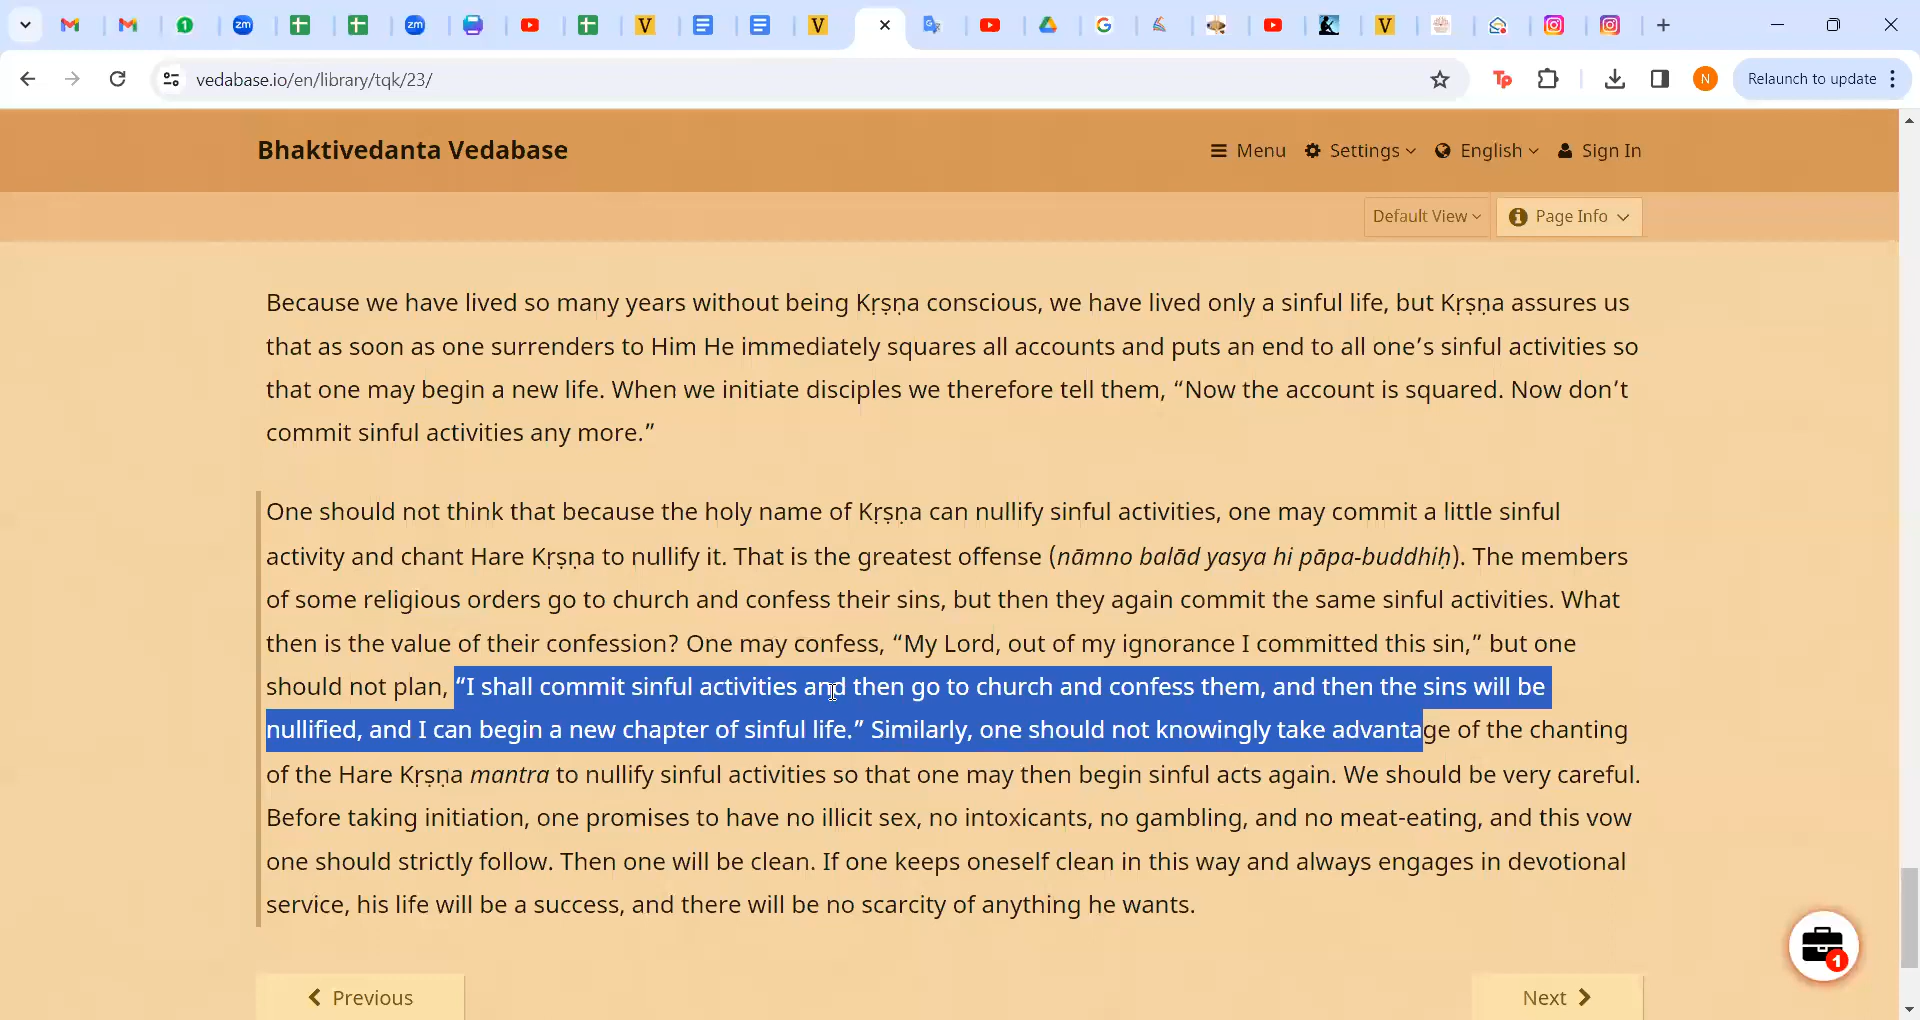 vedabase.io/en/library/tqk/23/
Relaunch to update
Bhaktivedanta Vedabase
Menu Settings English Sign In
Default View Page Info
Because we have lived so many years without being Kṛṣṇa conscious, we have lived only a sinful life, but Kṛṣṇa assures us
that as soon as one surrenders to Him He immediately squares all accounts and puts an end to all one’s sinful activities so
that one may begin a new life. When we initiate disciples we therefore tell them, “Now the account is squared. Now don’t
commit sinful activities any more.”
One should not think that because the holy name of Kṛṣṇa can nullify sinful activities, one may commit a little sinful
activity and chant Hare Kṛṣṇa to nullify it. That is the greatest offense (nāmno balād yasya hi pāpa-buddhiḥ). The members
of some religious orders go to church and confess their sins, but then they again commit the same sinful activities. What
then is the value of their confession? One may confess, “My Lord, out of my ignorance I committed this sin,” but one
should not plan, “I shall commit sinful activities and then go to church and confess them, and then the sins will be
nullified, and I can begin a new chapter of sinful life.” Similarly, one should not knowingly take advantage of the chanting
of the Hare Kṛṣṇa mantra to nullify sinful activities so that one may then begin sinful acts again. We should be very careful.
Before taking initiation, one promises to have no illicit sex, no intoxicants, no gambling, and no meat-eating, and this vow
one should strictly follow. Then one will be clean. If one keeps oneself clean in this way and always engages in devotional
service, his life will be a success, and there will be no scarcity of anything he wants.
1
Previous Next